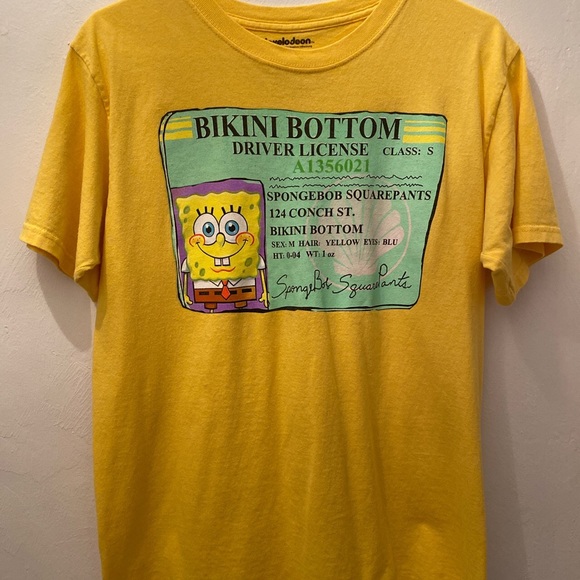 nickelodeon
BIKINI BOTTOM
DRIVER LICENSE CLASS: S
A1356021
SPONGEBOB SQUAREPANTS
124 CONCH ST.
BIKINI BOTTOM
SEX: M HAIR: YELLOW EYES: BLU
HT: 0-04 WT: 1 oz
SpongeBob SquarePants